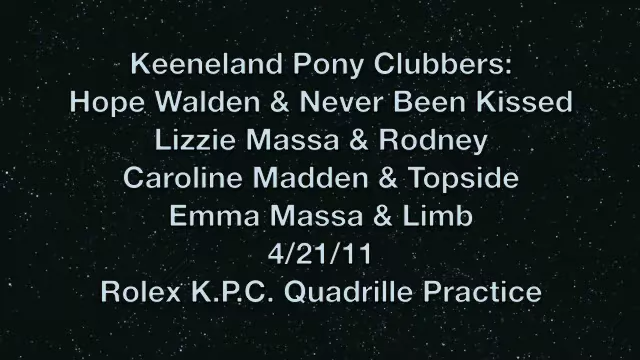 Keeneland Pony Clubbers:
Hope Walden & Never Been Kissed
Lizzie Massa & Rodney
Caroline Madden & Topside
Emma Massa & Limb
4/21/11
Rolex K.P.C. Quadrille Practice